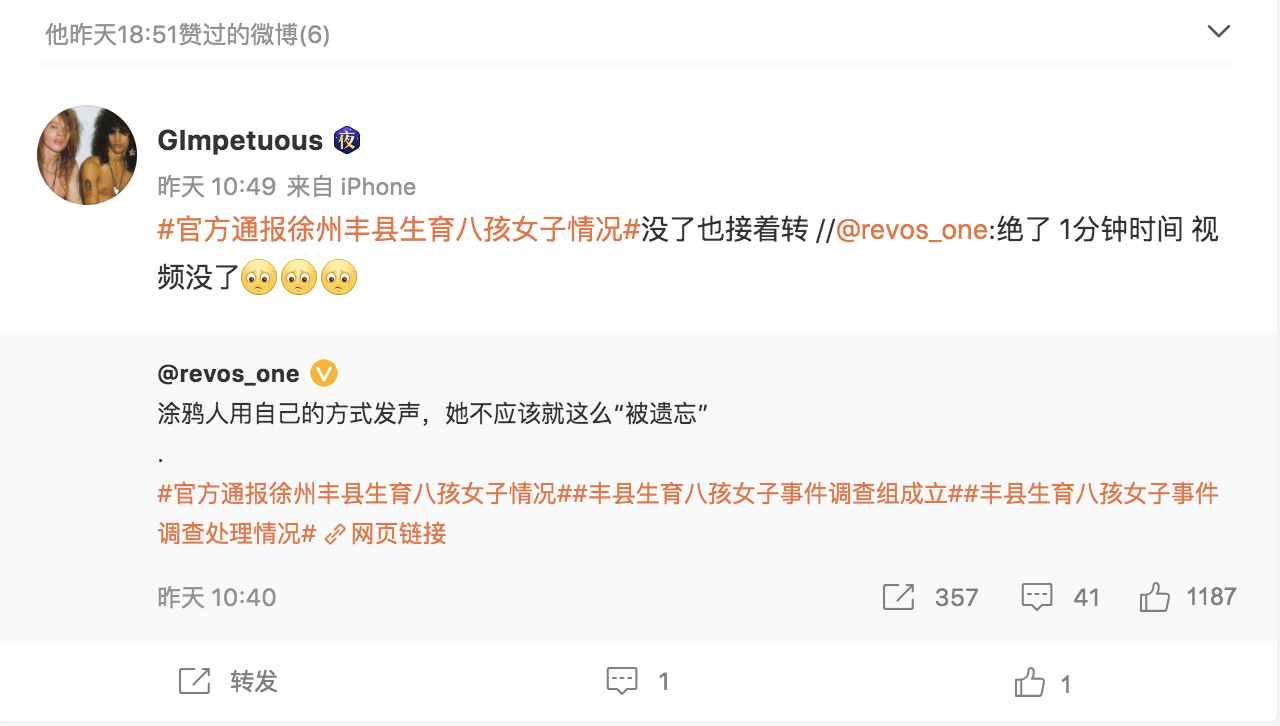 他昨天18:51赞过的微博(6)
GImpetuous 夜
昨天 10:49 来自 iPhone
#官方通报徐州丰县生育八孩女子情况#没了也接着转 //@revos_one:绝了 1分钟时间 视
频没了🥺🥺🥺
@revos_one V
涂鸦人用自己的方式发声，她不应该就这么“被遗忘”
.
#官方通报徐州丰县生育八孩女子情况##丰县生育八孩女子事件调查组成立##丰县生育八孩女子事件
调查处理情况# 网页链接
昨天 10:40 357 41 1187
转发 1 1